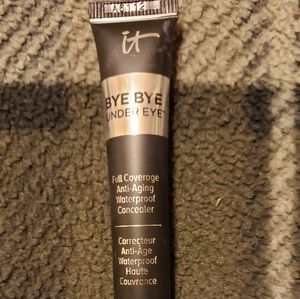 it
BYE BYE
UNDER EYE
Full Coverage
Anti-Aging
Waterproof
Concealer
Correcteur
Anti-Age
Waterproof
Haute
Couvrance